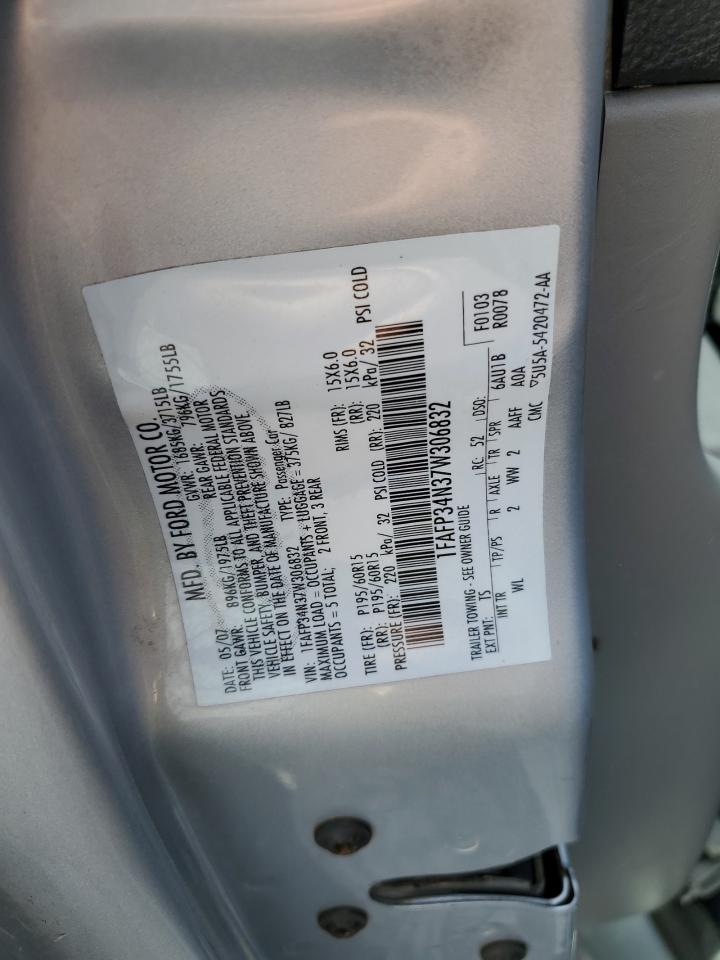 MFD. BY FORD MOTOR CO.
DATE: 05/07 GVWR: 1685KG/3715LB
FRONT GAWR: 896KG/1975LB REAR GAWR: 796KG/1755LB
THIS VEHICLE CONFORMS TO ALL APPLICABLE FEDERAL MOTOR
VEHICLE SAFETY, BUMPER, AND THEFT PREVENTION STANDARDS
IN EFFECT ON THE DATE OF MANUFACTURE SHOWN ABOVE.
VIN: 1FAFP34N37W306832 TYPE: Passenger Car
MAXIMUM LOAD = OCCUPANTS + LUGGAGE = 375KG/ 827LB
OCCUPANTS = 5 TOTAL; 2 FRONT, 3 REAR
TIRE (FR): P195/60R15 RIMS (FR): 15X6.0
(RR): P195/60R15 (RR): 15X6.0
PRESSURE (FR): 220 kPa/ 32 PSI COLD (RR): 220 kPa/ 32 PSI COLD
1FAFP34N37W306832
TRAILER TOWING - SEE OWNER GUIDE F0103
EXT PNT: TS RC: 52 DSO: R0078
INT TR TP/PS R AXLE TR SPR 6AU1B
WL 2 WW 2 AAFF A0A
CMC ▽5U5A-5420472-AA